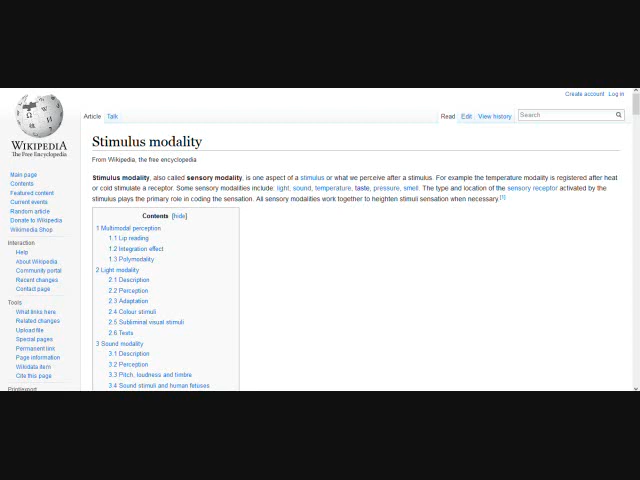 Create account Log in
Article Talk
Read Edit View history Search
WIKIPEDIA
The Free Encyclopedia
Stimulus modality
From Wikipedia, the free encyclopedia
Stimulus modality, also called sensory modality, is one aspect of a stimulus or what we perceive after a stimulus. For example the temperature modality is registered after heat
or cold stimulate a receptor. Some sensory modalities include: light, sound, temperature, taste, pressure, smell. The type and location of the sensory receptor activated by the
stimulus plays the primary role in coding the sensation. All sensory modalities work together to heighten stimuli sensation when necessary.[1]
Main page
Contents
Featured content
Current events
Random article
Donate to Wikipedia
Wikimedia Shop
Interaction
Help
About Wikipedia
Community portal
Recent changes
Contact page
Tools
What links here
Related changes
Upload file
Special pages
Permanent link
Page information
Wikidata item
Cite this page
Print/export
Contents [hide]
1 Multimodal perception
1.1 Lip reading
1.2 Integration effect
1.3 Polymodality
2 Light modality
2.1 Description
2.2 Perception
2.3 Adaptation
2.4 Colour stimuli
2.5 Subliminal visual stimuli
2.6 Tests
3 Sound modality
3.1 Description
3.2 Perception
3.3 Pitch, loudness and timbre
3.4 Sound stimuli and human fetuses